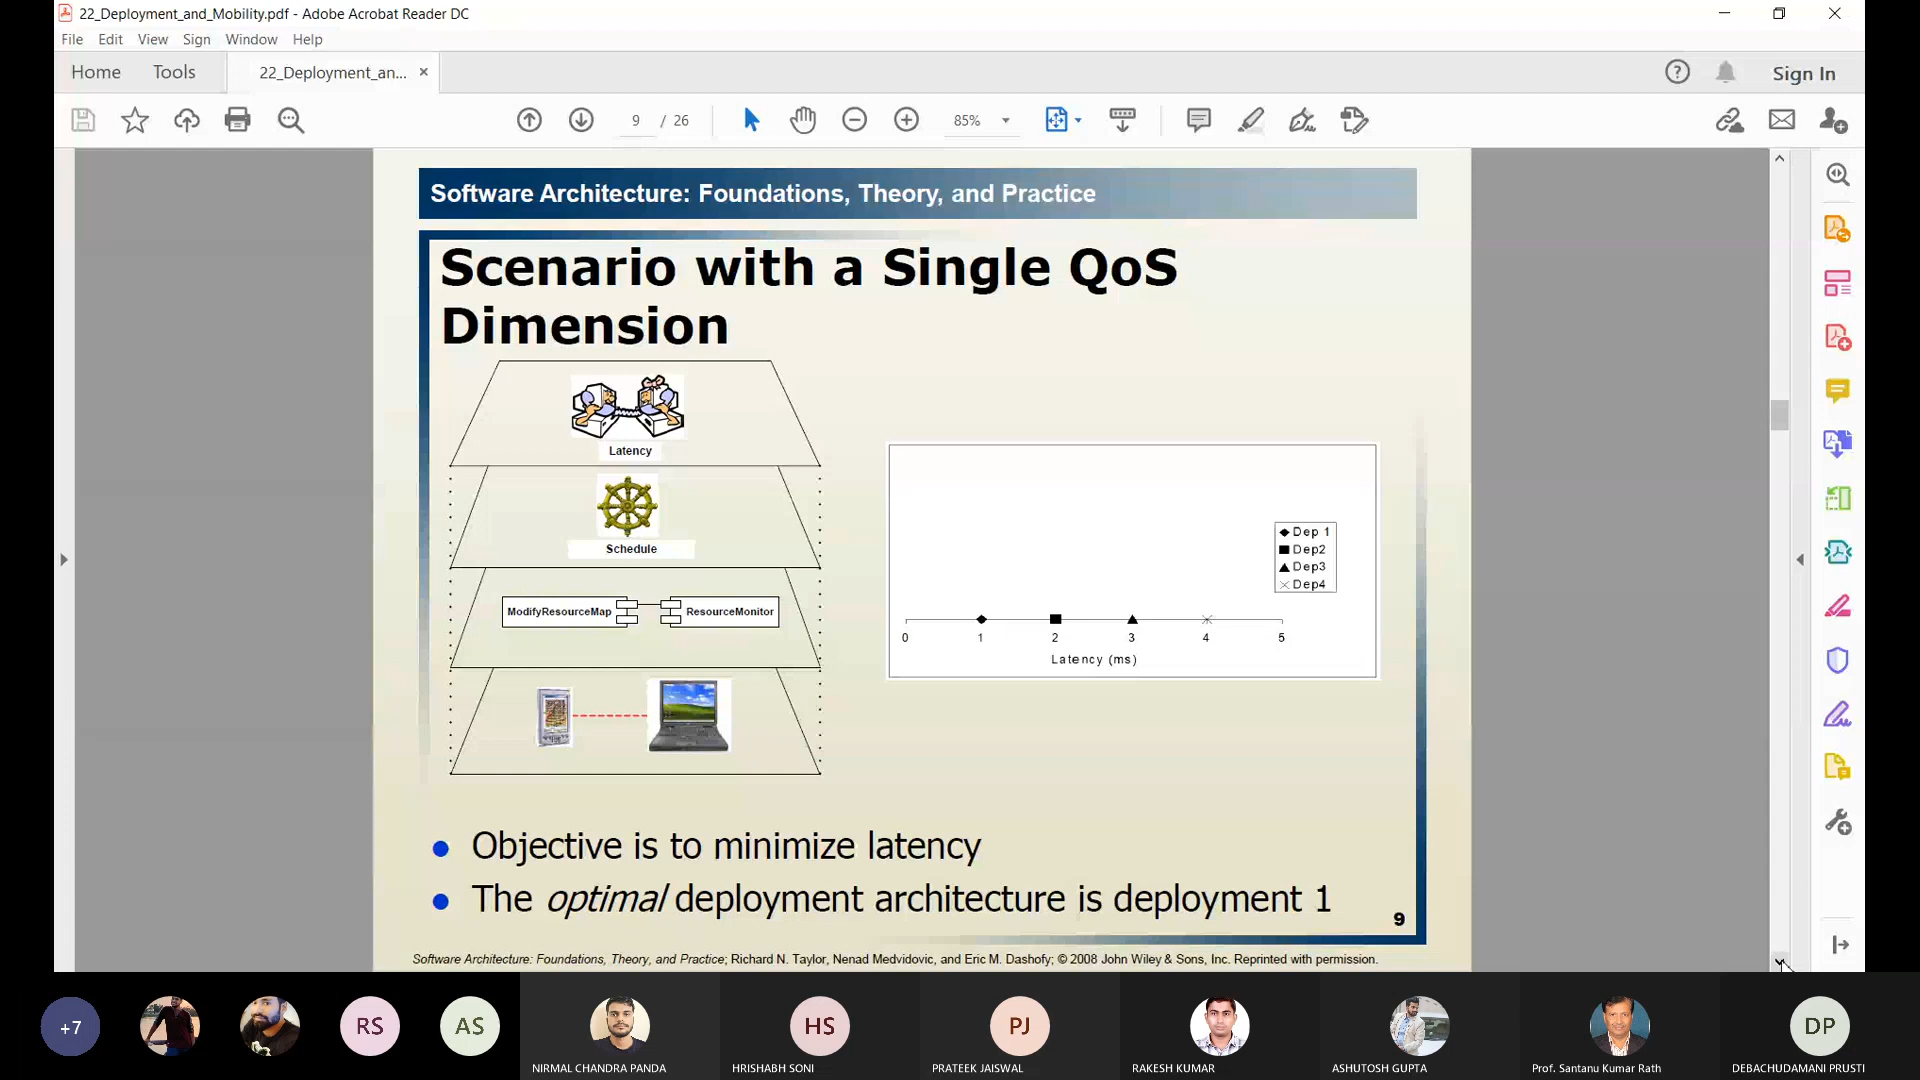 22_Deployment_and_Mobility.pdf - Adobe Acrobat Reader DC
File Edit View Sign Window Help
Home Tools 22_Deployment_an... × Sign In
9 / 26 85%
Software Architecture: Foundations, Theory, and Practice
Scenario with a Single QoS
Dimension
Latency
Schedule
ModifyResourceMap ResourceMonitor
Dep 1
Dep2
Dep3
Dep4
0 1 2 3 4 5
Latency (ms)
Objective is to minimize latency
The optimal deployment architecture is deployment 1
9
Software Architecture: Foundations, Theory, and Practice; Richard N. Taylor, Nenad Medvidovic, and Eric M. Dashofy; © 2008 John Wiley & Sons, Inc. Reprinted with permission.
+7 RS AS HS PJ DP
NIRMAL CHANDRA PANDA HRISHABH SONI PRATEEK JAISWAL RAKESH KUMAR ASHUTOSH GUPTA Prof. Santanu Kumar Rath DEBACHUDAMANI PRUSTI